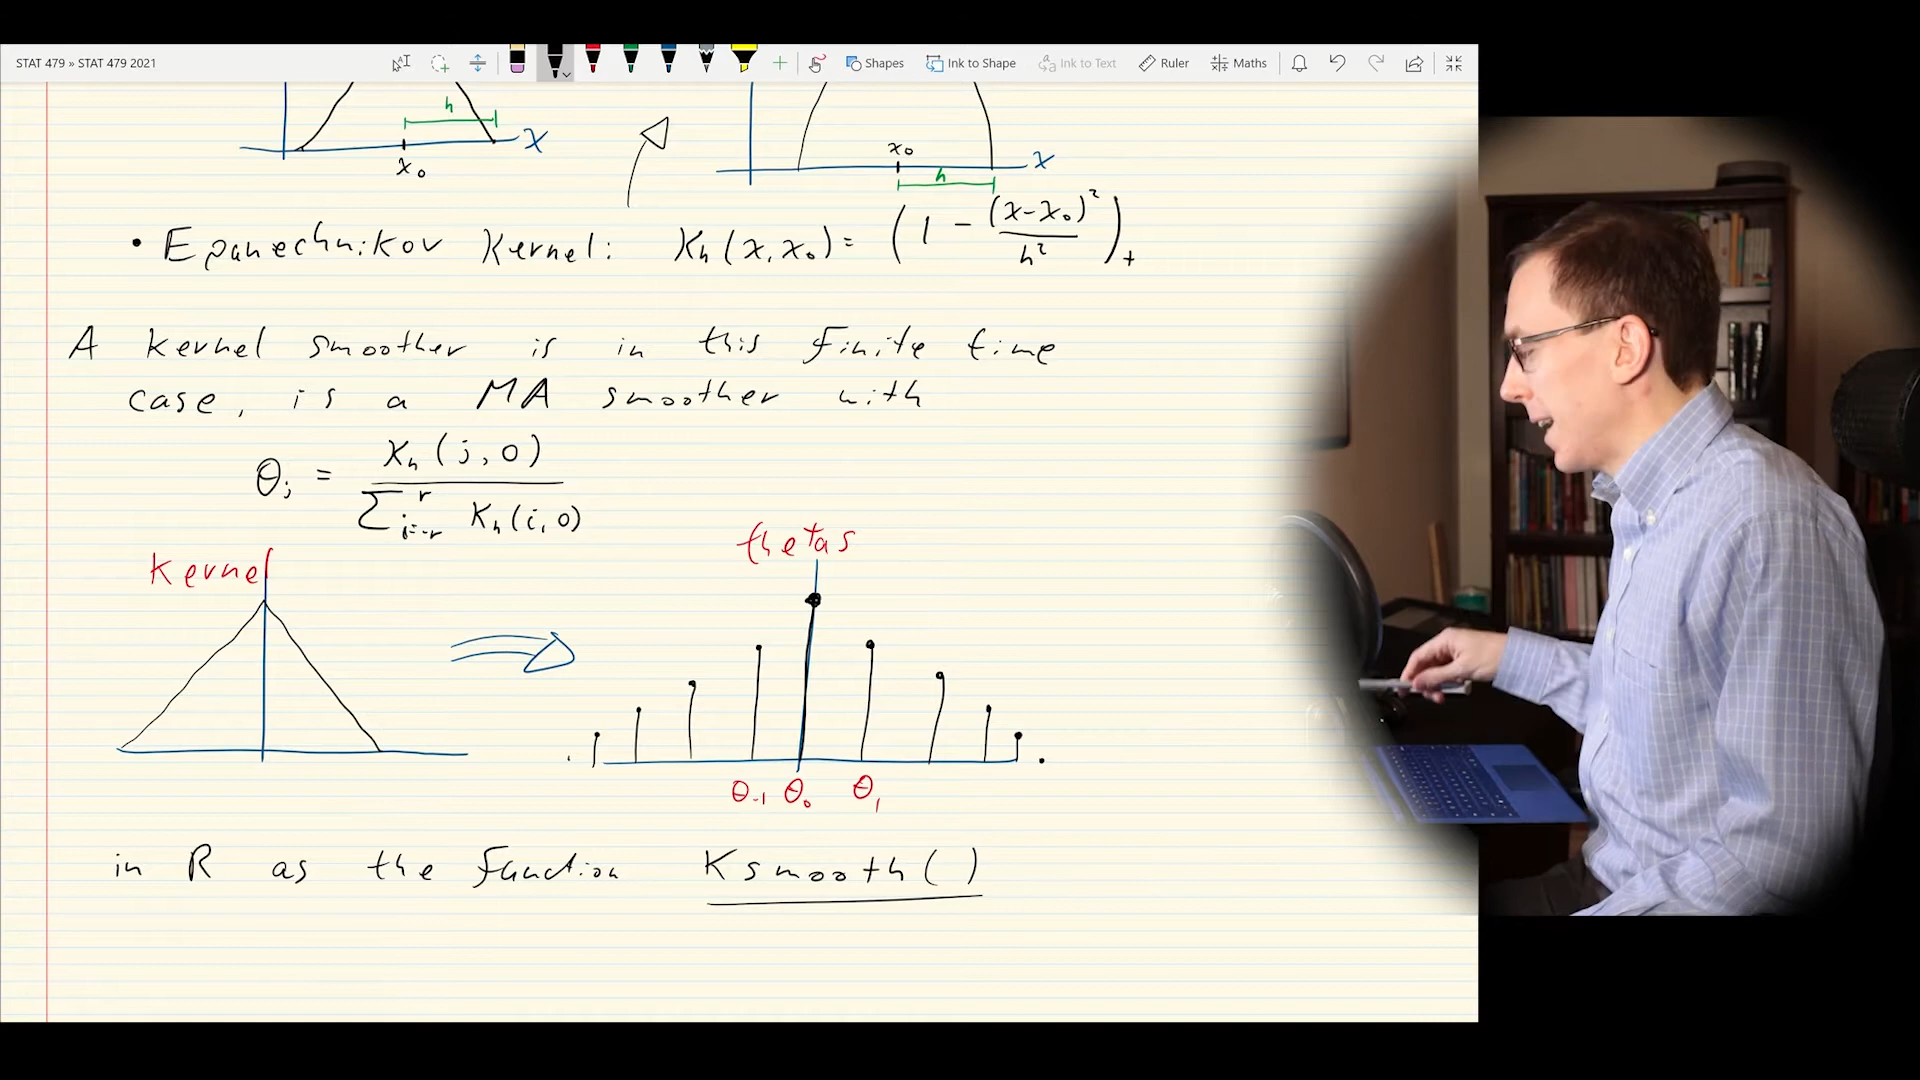 STAT 479 » STAT 479 2021
Shapes Ink to Shape Ink to Text Ruler Maths
h
x
x₀
x₀
x
h
• Epanechnikov Kernel: Kₕ(x,x₀) = (1 - (x-x₀)²/h²)₊
A kernel smoother is in this finite time
case, is a MA smoother with
θⱼ = Kₕ(j,0) / Σᵢ₌₋ᵣʳ Kₕ(i,0)
thetas
Kernel
θ₋₁ θ₀ θ₁
in R as the function Ksmooth()